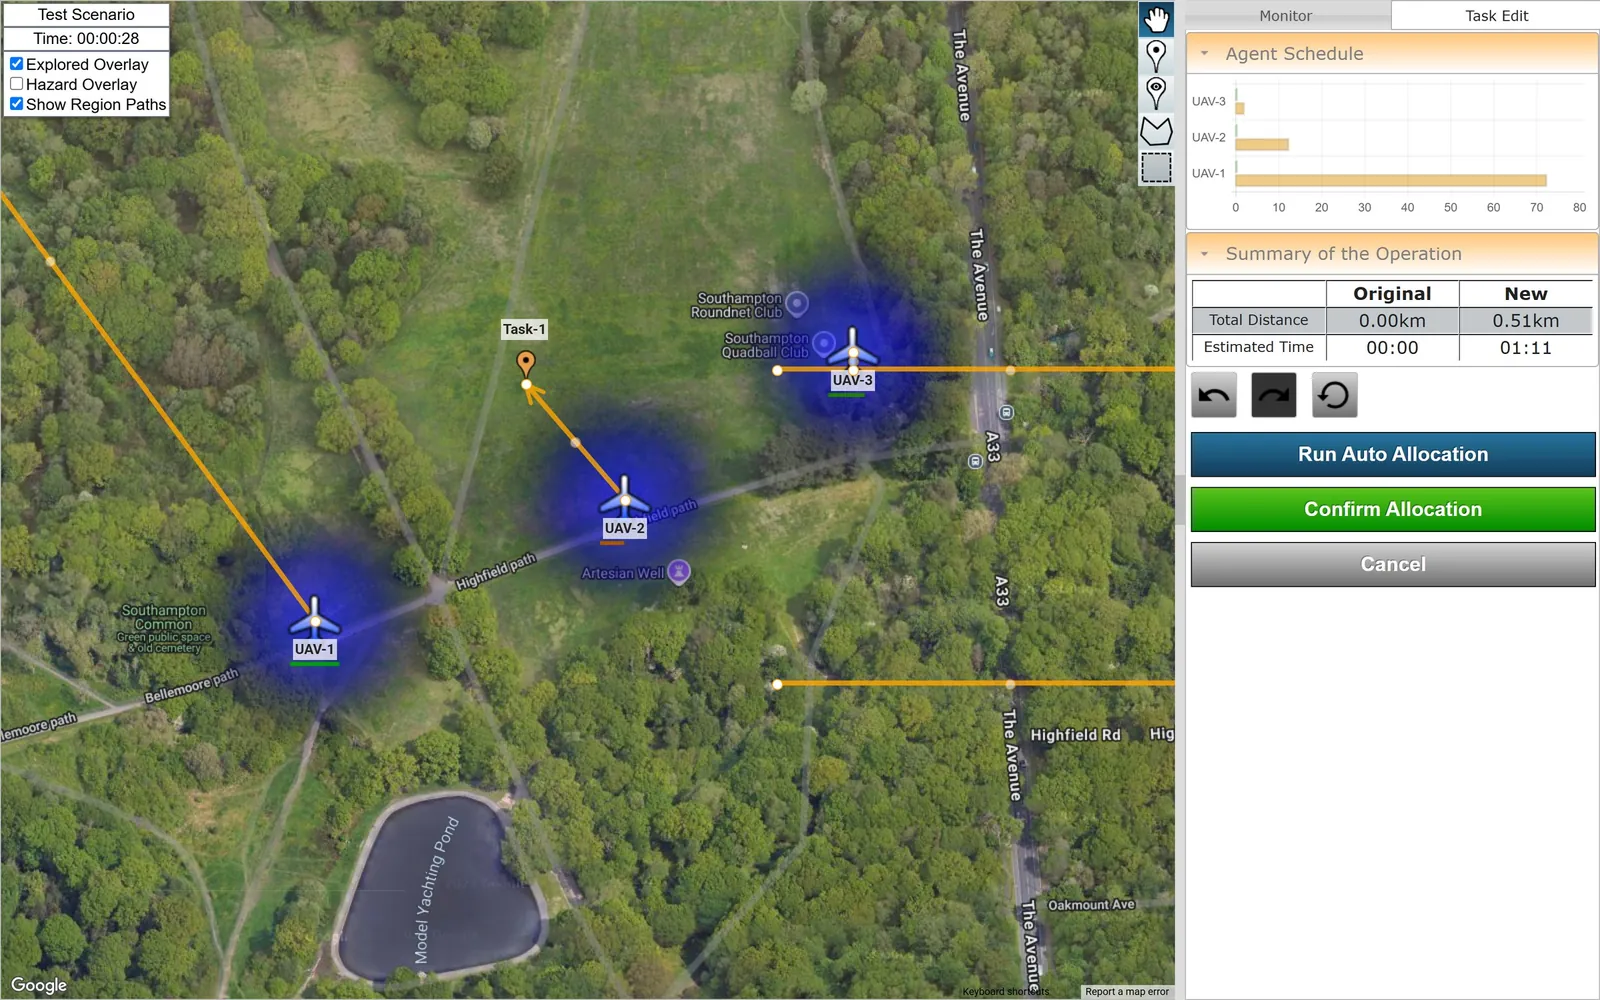 Test Scenario
Time: 00:00:28
Explored Overlay
Hazard Overlay
Show Region Paths
The Avenue
The Avenue
Southampton
Roundnet Club
Southampton
Quadball Club
Task-1
UAV-3
A33
UAV-2
field path
Highfield path
Artesian Well
A33
Southampton
Common
Green public space
& old cemetery
UAV-1
Bellemoore path
lemoore path
The Avenue
Highfield Rd
Hig
Model Yachting Pond
Oakmount Ave
The Avenue
Google
Keyboard shortcuts
Report a map error
Monitor
Task Edit
Agent Schedule
UAV-3
UAV-2
UAV-1
0 10 20 30 40 50 60 70 80
Summary of the Operation
Original New
Total Distance 0.00km 0.51km
Estimated Time 00:00 01:11
Run Auto Allocation
Confirm Allocation
Cancel